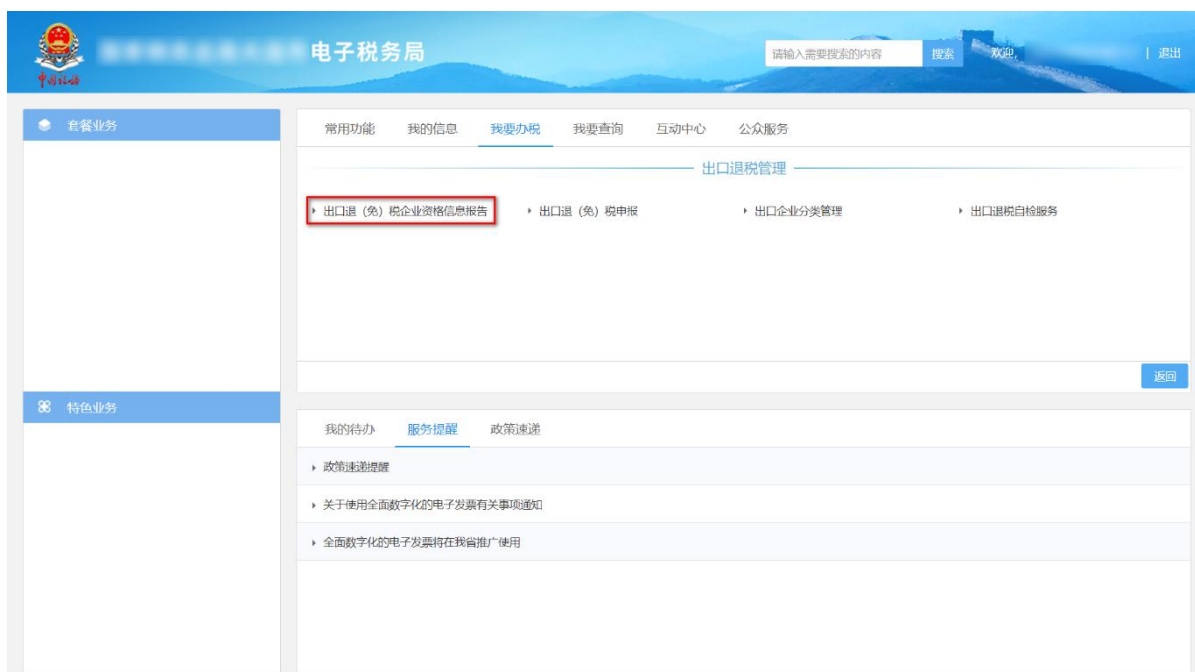 电子税务局
请输入需要搜索的内容 搜索 欢迎, | 退出
中国税务
套餐业务
常用功能 我的信息 我要办税 我要查询 互动中心 公众服务
出口退税管理
出口退（免）税企业资格信息报告 出口退（免）税申报 出口企业分类管理 出口退税自检服务
返回
特色业务
我的待办 服务提醒 政策速递
政策速递提醒
关于使用全面数字化的电子发票有关事项通知
全面数字化的电子发票将在我省推广使用